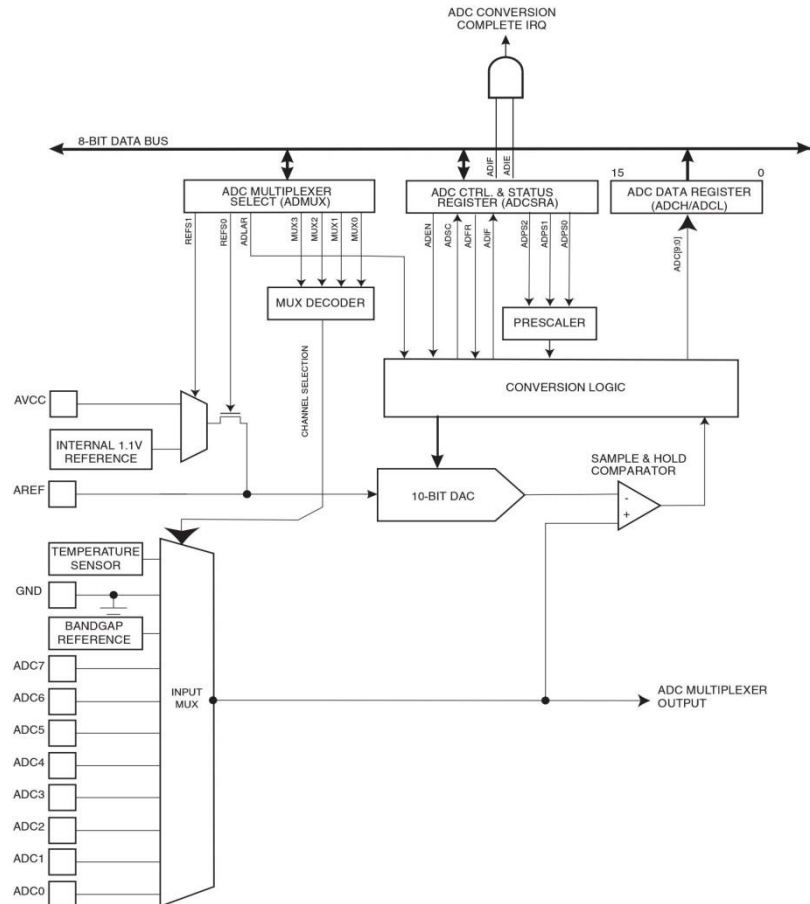 ADC CONVERSION
COMPLETE IRQ
8-BIT DATA BUS
ADIF
ADIE
15
0
ADC MULTIPLEXER
SELECT (ADMUX)
ADC CTRL. & STATUS
REGISTER (ADCSRA)
ADC DATA REGISTER
(ADCH/ADCL)
REFS1
REFS0
ADLAR
MUX3
MUX2
MUX1
MUX0
ADEN
ADSC
ADFR
ADIF
ADPS2
ADPS1
ADPS0
ADC[9:0]
MUX DECODER
PRESCALER
CHANNEL SELECTION
CONVERSION LOGIC
AVCC
INTERNAL 1.1V
REFERENCE
SAMPLE & HOLD
COMPARATOR
AREF
10-BIT DAC
-
+
TEMPERATURE
SENSOR
GND
BANDGAP
REFERENCE
ADC7
ADC6
INPUT
MUX
ADC MULTIPLEXER
OUTPUT
ADC5
ADC4
ADC3
ADC2
ADC1
ADC0